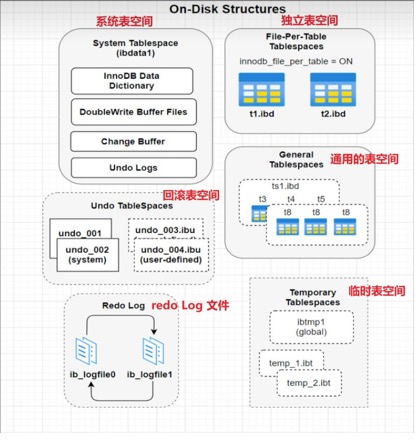 On-Disk Structures
系统表空间
System Tablespace
(ibdata1)
InnoDB Data
Dictionary
DoubleWrite Buffer Files
Change Buffer
Undo Logs
独立表空间
File-Per-Table
Tablespaces
innodb_file_per_table = ON
t1.ibd
t2.ibd
General
Tablespaces
通用的表空间
ts1.ibd
t3
t4
t5
t8
t8
t8
回滚表空间
Undo TableSpaces
undo_001
undo_002
(system)
undo_003.ibu
undo_004.ibu
(user-defined)
Redo Log
redo Log 文件
ib_logfile0
ib_logfile1
Temporary
Tablespaces
临时表空间
ibtmp1
(global)
temp_1.ibt
temp_2.ibt